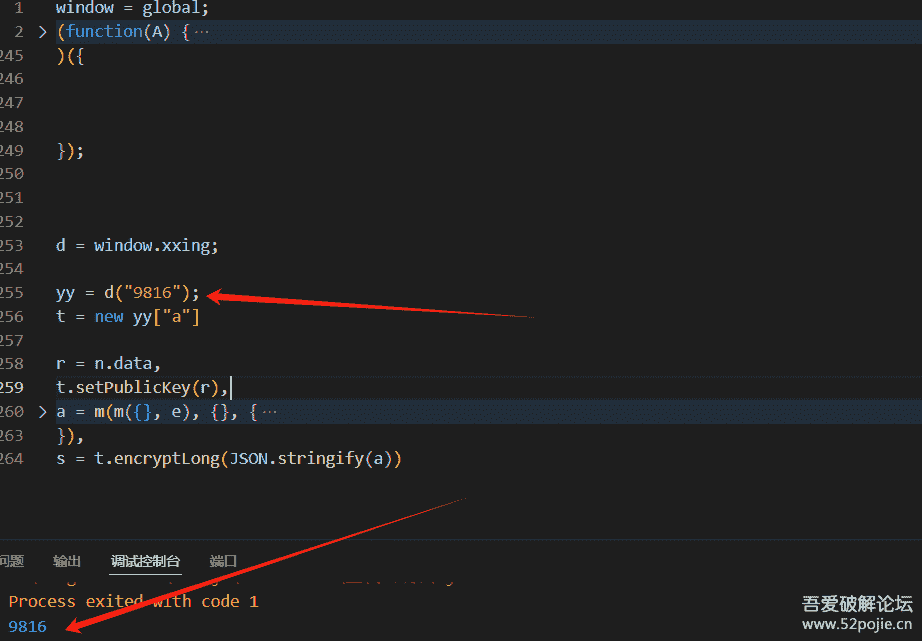 1 window = global;
2 > (function(A) { ···
245 )({
246
247
248
249 });
250
251
252
253 d = window.xxing;
254
255 yy = d("9816");
256 t = new yy["a"]
257
258 r = n.data,
259 t.setPublicKey(r),
260 > a = m(m({}, e), {}, { ···
263 }),
264 s = t.encryptLong(JSON.stringify(a))
问题 输出 调试控制台 端口
Process exited with code 1
9816
吾爱破解论坛
www.52pojie.cn